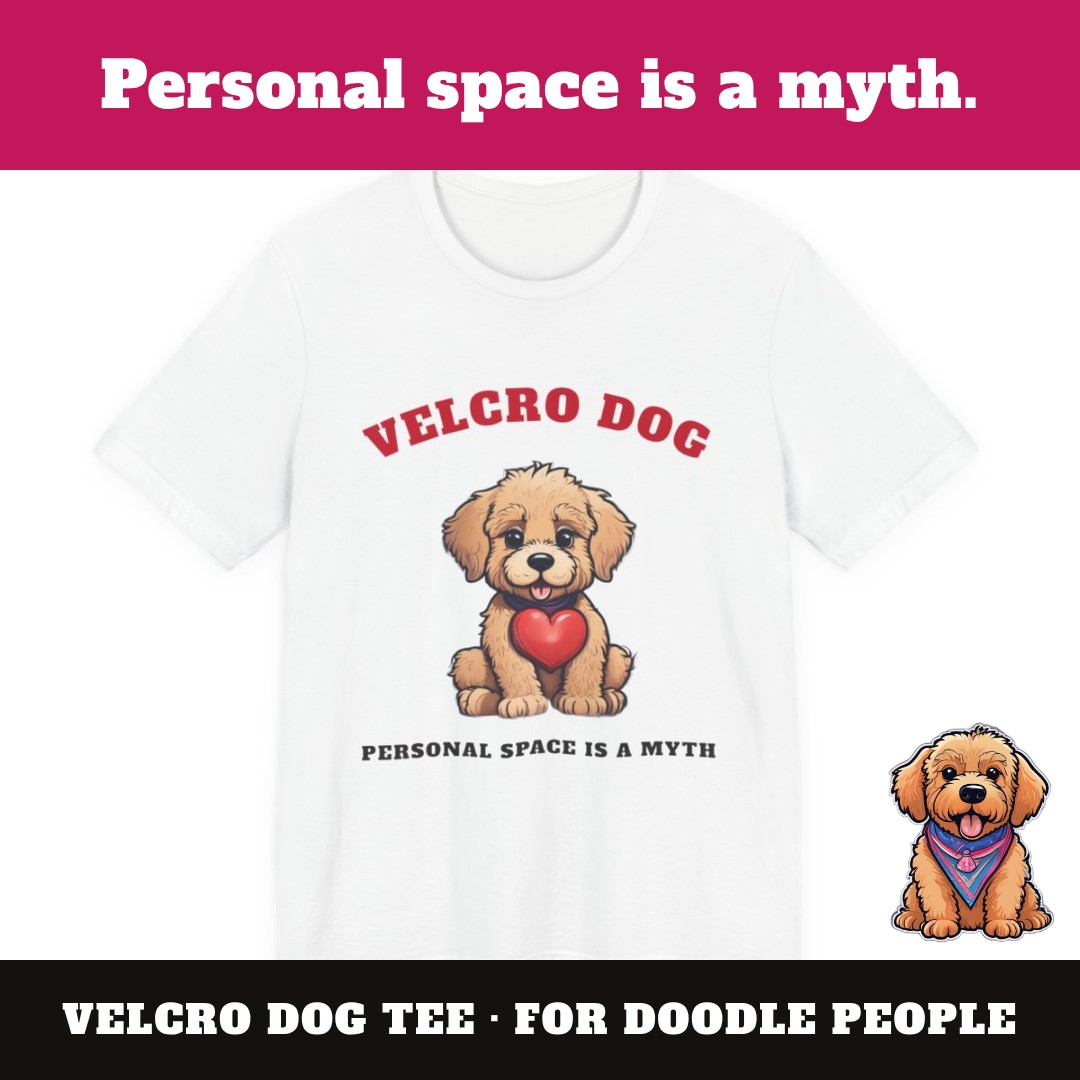 Personal space is a myth.
VELCRO DOG
PERSONAL SPACE IS A MYTH
VELCRO DOG TEE · FOR DOODLE PEOPLE